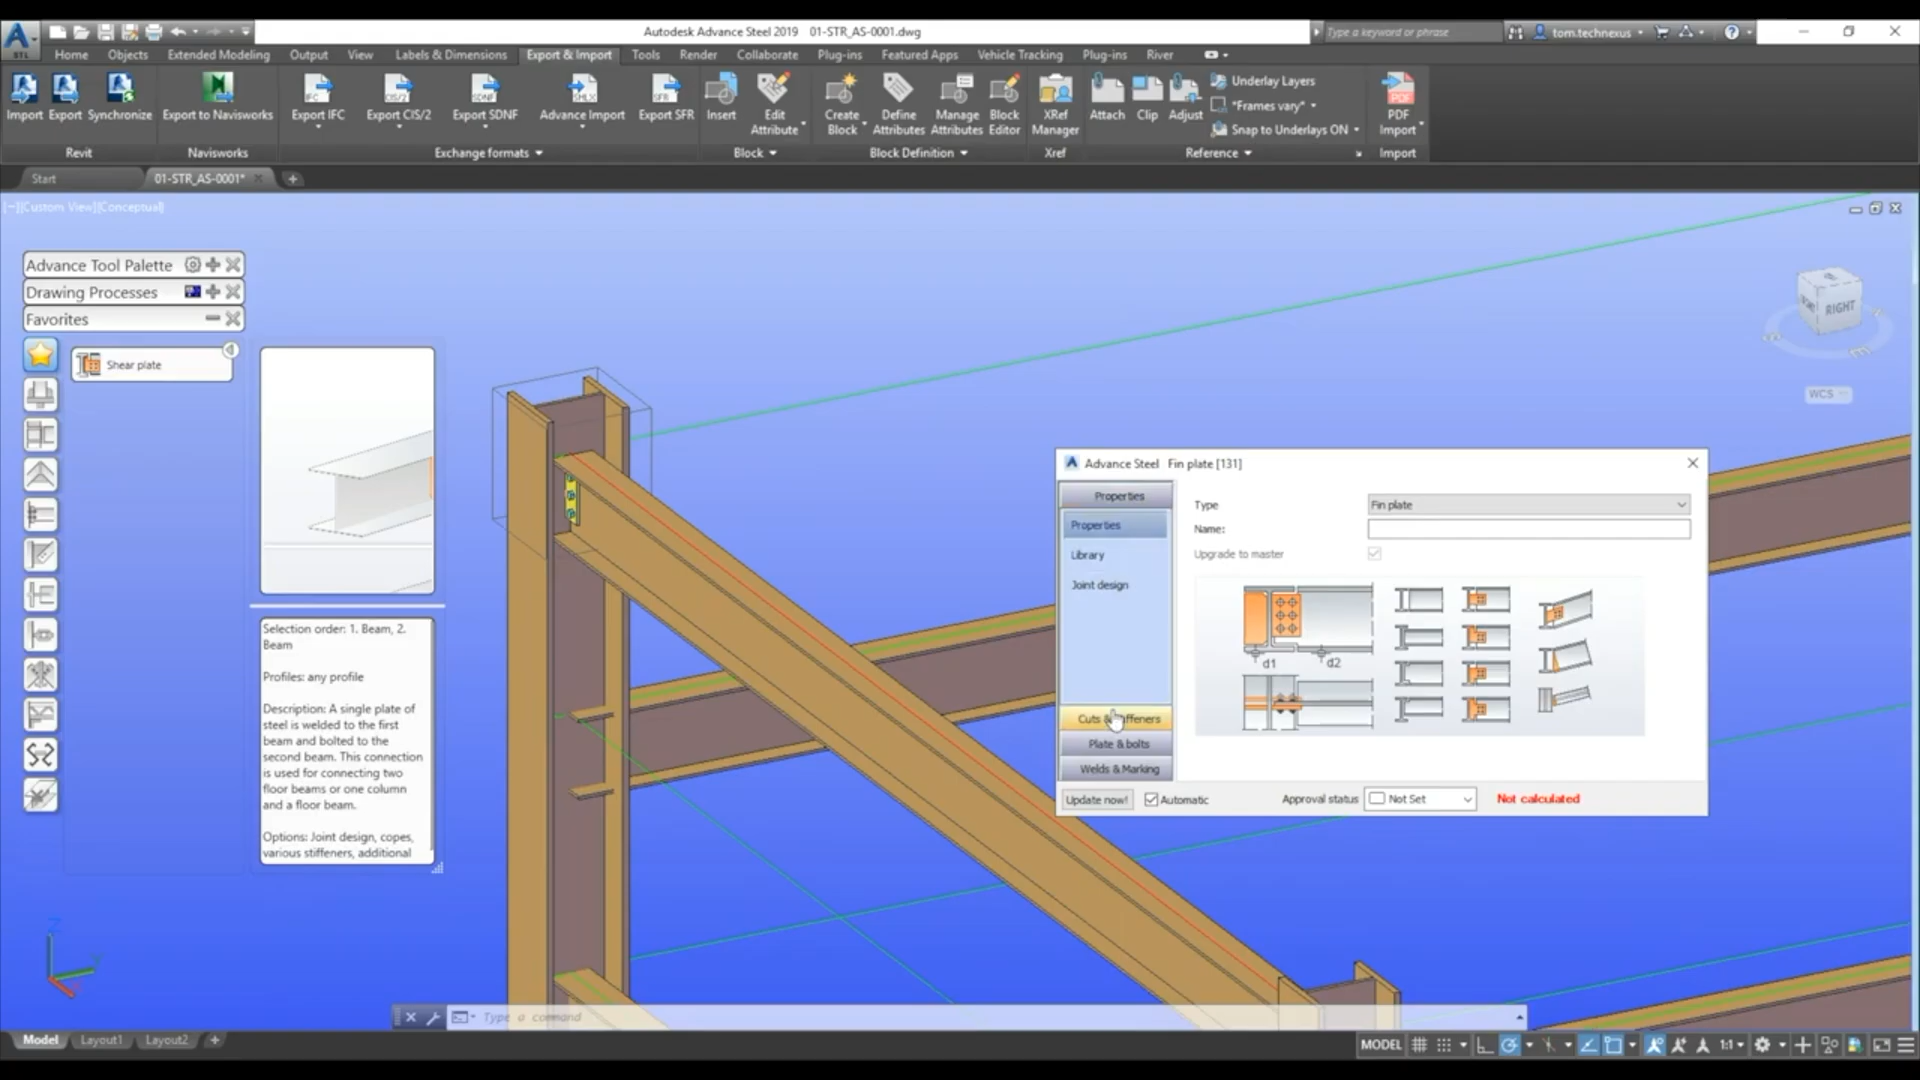 Autodesk Advance Steel 2019 01-STR_AS-0001.dwg
Type a keyword or phrase
tom.technexus
STL
Home Objects Extended Modeling Output View Labels & Dimensions Export & Import Tools Render Collaborate Plug-ins Featured Apps Vehicle Tracking Plug-ins River
Import Export Synchronize
Revit
Export to Navisworks
Navisworks
Export IFC Export CIS/2 Export SDNF Advance Import Export SFR
Exchange formats
Insert Edit Attribute
Block
Create Block Define Attributes Manage Attributes Block Editor
Block Definition
XRef Manager
Xref
Attach Clip Adjust
Underlay Layers
*Frames vary*
Snap to Underlays ON
Reference
PDF Import
Import
Start
01-STR_AS-0001*
[−][Custom View][Conceptual]
Advance Tool Palette
Drawing Processes
Favorites
Shear plate
Selection order: 1. Beam, 2.
Beam
Profiles: any profile
Description: A single plate of
steel is welded to the first
beam and bolted to the
second beam. This connection
is used for connecting two
floor beams or one column
and a floor beam.
Options: Joint design, copes,
various stiffeners, additional
RIGHT
WCS
Advance Steel Fin plate [131]
Properties
Properties
Library
Joint design
Cuts & ffeners
Plate & bolts
Welds & Marking
Type
Fin plate
Name:
Upgrade to master
d1
d2
Update now!
Automatic
Approval status
Not Set
Not calculated
Z
Type a command
Model Layout1 Layout2
MODEL
1:1